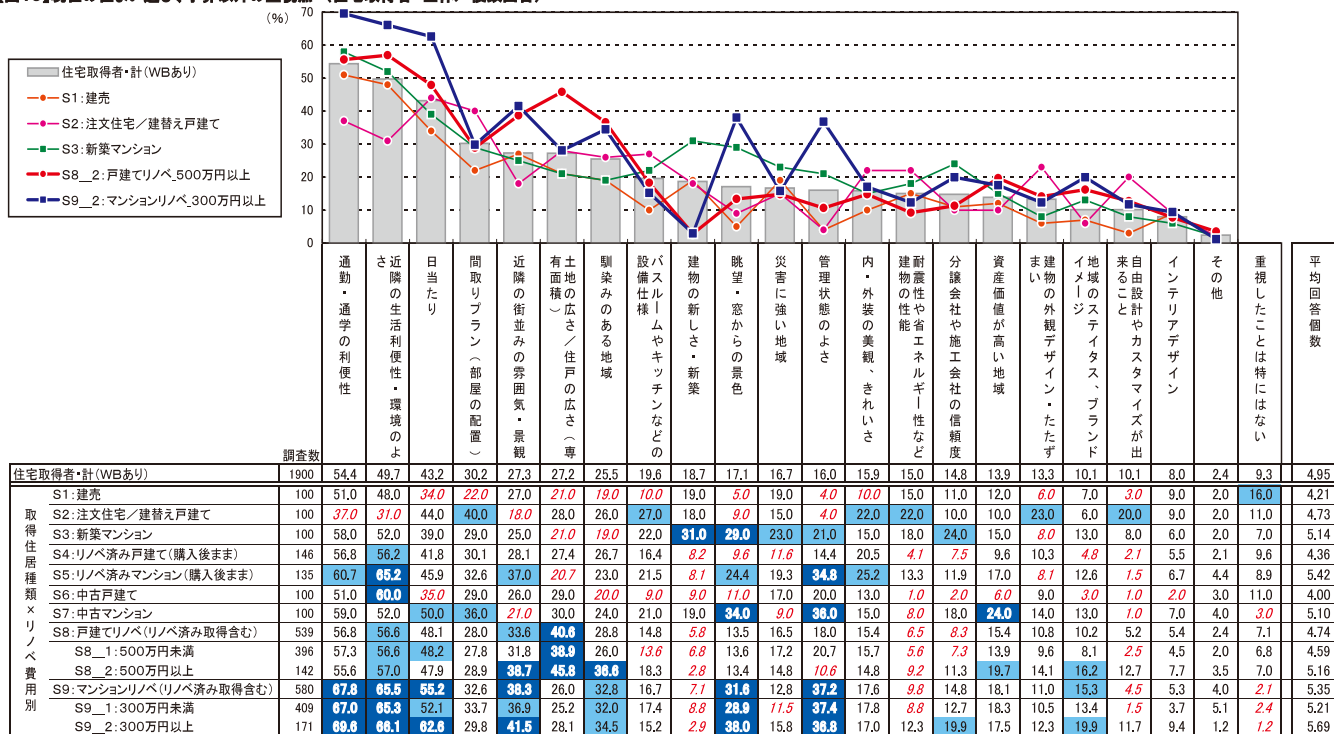 (%)
70
60
50
40
30
20
10
0
住宅取得者・計(WBあり)
S1:建売
S2:注文住宅／建替え戸建て
S3:新築マンション
S8__2:戸建てリノベ_500万円以上
S9__2:マンションリノベ_300万円以上
通勤・通学の利便性
近隣の生活利便性・環境のよさ
日当たり
間取りプラン(部屋の配置)
近隣の街並みの雰囲気・景観
土地の広さ／住戸の広さ(専有面積)
馴染みのある地域
バスルームやキッチンなどの設備仕様
建物の新しさ・新築
眺望・窓からの景色
災害に強い地域
管理状態のよさ
内・外装の美観、きれいさ
耐震性や省エネルギー性など建物の性能
分譲会社や施工会社の信頼度
資産価値が高い地域
建物の外観デザイン・たたずまい
地域のステイタス、ブランドイメージ
自由設計やカスタマイズが出来ること
インテリアデザイン
その他
重視したことは特にはない
平均回答個数
調査数
住宅取得者・計(WBあり) 1900 54.4 49.7 43.2 30.2 27.3 27.2 25.5 19.6 18.7 17.1 16.7 16.0 15.9 15.0 14.8 13.9 13.3 10.1 10.1 8.0 2.4 9.3 4.95
取得住居種類×リノベ費用別
S1:建売 100 51.0 48.0 34.0 22.0 27.0 21.0 19.0 10.0 19.0 5.0 19.0 4.0 10.0 15.0 11.0 12.0 6.0 7.0 3.0 9.0 2.0 16.0 4.21
S2:注文住宅／建替え戸建て 100 37.0 31.0 44.0 40.0 18.0 28.0 26.0 27.0 18.0 9.0 15.0 4.0 22.0 22.0 10.0 10.0 23.0 6.0 20.0 9.0 2.0 11.0 4.73
S3:新築マンション 100 58.0 52.0 39.0 29.0 25.0 21.0 19.0 22.0 31.0 29.0 23.0 21.0 15.0 18.0 24.0 15.0 8.0 13.0 8.0 6.0 2.0 7.0 5.14
S4:リノベ済み戸建て(購入後まま) 146 56.8 56.2 41.8 30.1 28.1 27.4 26.7 16.4 8.2 9.6 11.6 14.4 20.5 4.1 7.5 9.6 10.3 4.8 2.1 5.5 2.1 9.6 4.36
S5:リノベ済みマンション(購入後まま) 135 60.7 65.2 45.9 32.6 37.0 20.7 23.0 21.5 8.1 24.4 19.3 34.8 25.2 13.3 11.9 17.0 8.1 12.6 1.5 6.7 4.4 8.9 5.42
S6:中古戸建て 100 51.0 60.0 35.0 29.0 26.0 29.0 20.0 9.0 9.0 11.0 17.0 20.0 13.0 1.0 2.0 6.0 9.0 3.0 1.0 2.0 3.0 11.0 4.00
S7:中古マンション 100 59.0 52.0 50.0 36.0 21.0 30.0 24.0 21.0 19.0 34.0 9.0 36.0 15.0 8.0 18.0 24.0 14.0 13.0 1.0 7.0 4.0 3.0 5.10
S8:戸建てリノベ(リノベ済み取得含む) 539 56.8 56.6 48.1 28.0 33.6 40.6 28.8 14.8 5.8 13.5 16.5 18.0 15.4 6.5 8.3 15.4 10.8 10.2 5.2 5.4 2.4 7.1 4.74
S8__1:500万円未満 396 57.3 56.6 48.2 27.8 31.8 38.9 26.0 13.6 6.8 13.6 17.2 20.7 15.7 5.6 7.3 13.9 9.6 8.1 2.5 4.5 2.0 6.8 4.59
S8__2:500万円以上 142 55.6 57.0 47.9 28.9 38.7 45.8 36.6 18.3 2.8 13.4 14.8 10.6 14.8 9.2 11.3 19.7 14.1 16.2 12.7 7.7 3.5 7.0 5.16
S9:マンションリノベ(リノベ済み取得含む) 580 67.8 65.5 55.2 32.6 38.3 26.0 32.8 16.7 7.1 31.6 12.8 37.2 17.6 9.8 14.8 18.1 11.0 15.3 4.5 5.3 4.0 2.1 5.35
S9__1:300万円未満 409 67.0 65.3 52.1 33.7 36.9 25.2 32.0 17.4 8.8 28.9 11.5 37.4 17.8 8.8 12.7 18.3 10.5 13.4 1.5 3.7 5.1 2.4 5.21
S9__2:300万円以上 171 69.6 66.1 62.6 29.8 41.5 28.1 34.5 15.2 2.9 38.0 15.8 36.8 17.0 12.3 19.9 17.5 12.3 19.9 11.7 9.4 1.2 1.2 5.69